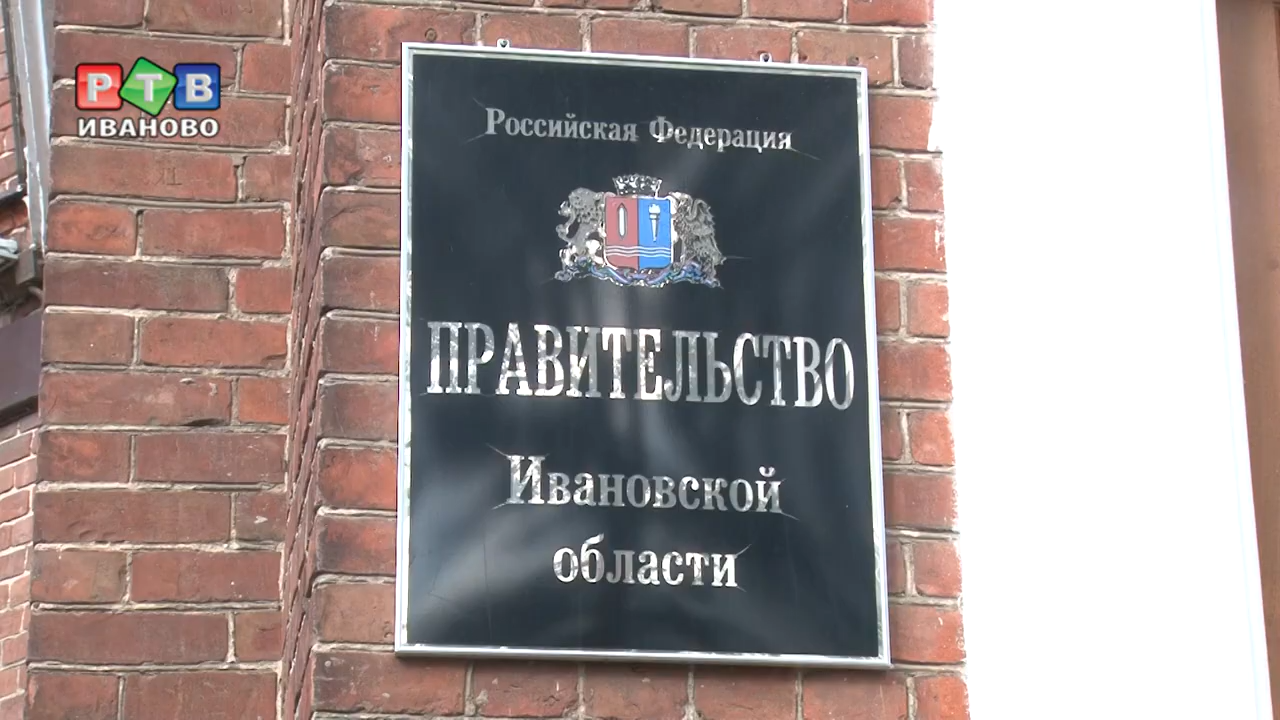 РТВ
ИВАНОВО
Российская Федерация
ПРАВИТЕЛЬСТВО
Ивановской
области